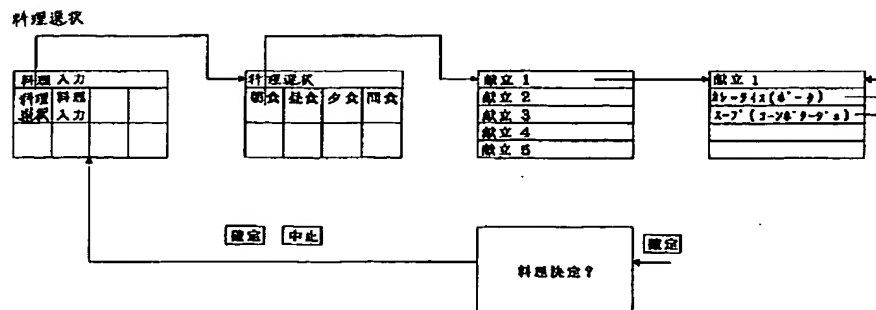 料理選択
料理入力
料理 料理
選択 入力
料理選択
朝食 昼食 夕食 間食
献立 1
献立 2
献立 3
献立 4
献立 5
献立 1
カレーライス(ポーク)
スープ(コーンポタージュ)
確定 中止
確定
料理決定?